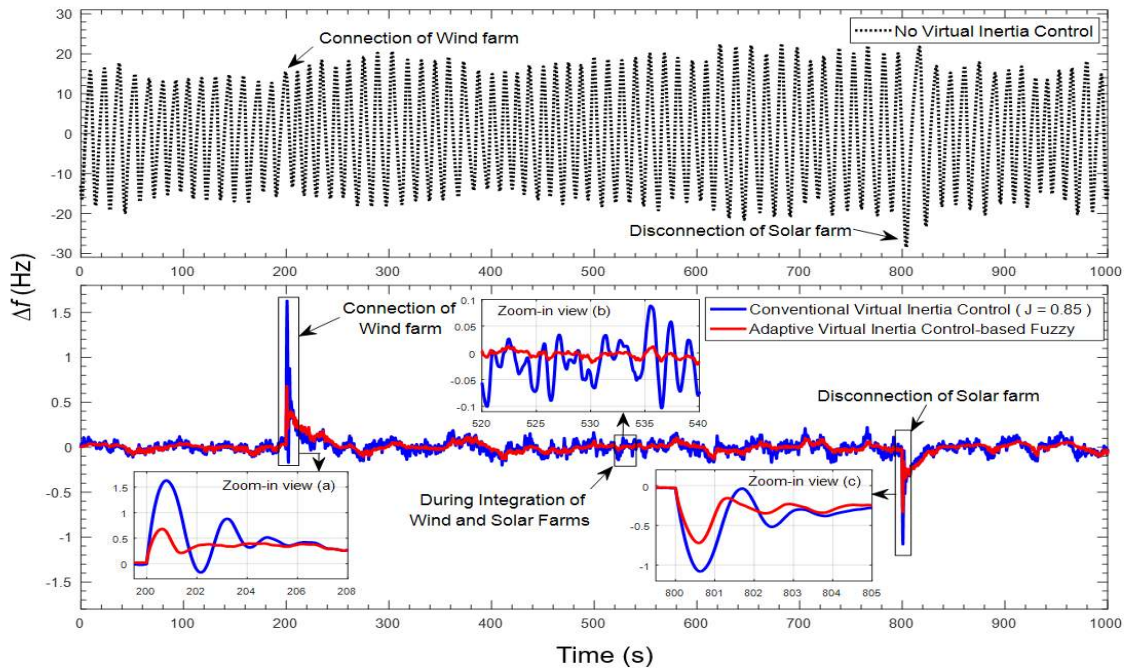 30
20
10
0
-10
-20
-30
Connection of Wind farm
No Virtual Inertia Control
Disconnection of Solar farm
0 100 200 300 400 500 600 700 800 900 1000
Δf (Hz)
1.5
1
0.5
0
-0.5
-1
-1.5
Connection of
Wind farm
Conventional Virtual Inertia Control ( J = 0.85 )
Adaptive Virtual Inertia Control-based Fuzzy
Zoom-in view (b)
0.1
0.05
0
-0.05
-0.1
520 525 530 535 540
Disconnection of Solar farm
During Integration of
Wind and Solar Farms
Zoom-in view (a)
1.5
1
0.5
0
200 202 204 206 208
Zoom-in view (c)
0
-0.5
-1
800 801 802 803 804 805
0 100 200 300 400 500 600 700 800 900 1000
Time (s)